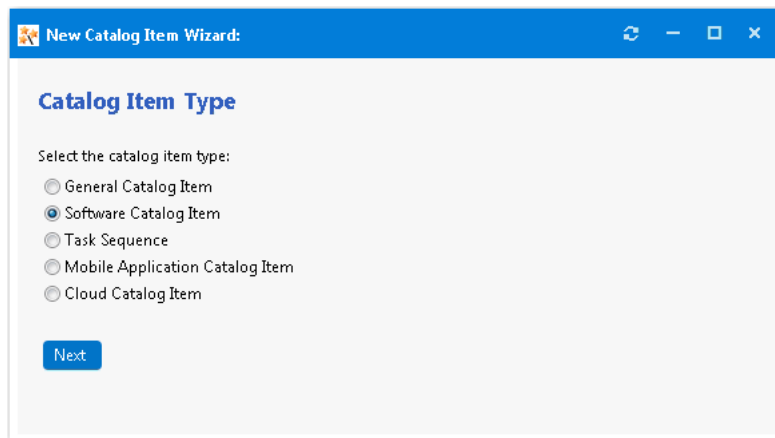 New Catalog Item Wizard:
Catalog Item Type
Select the catalog item type:
General Catalog Item
Software Catalog Item
Task Sequence
Mobile Application Catalog Item
Cloud Catalog Item
Next